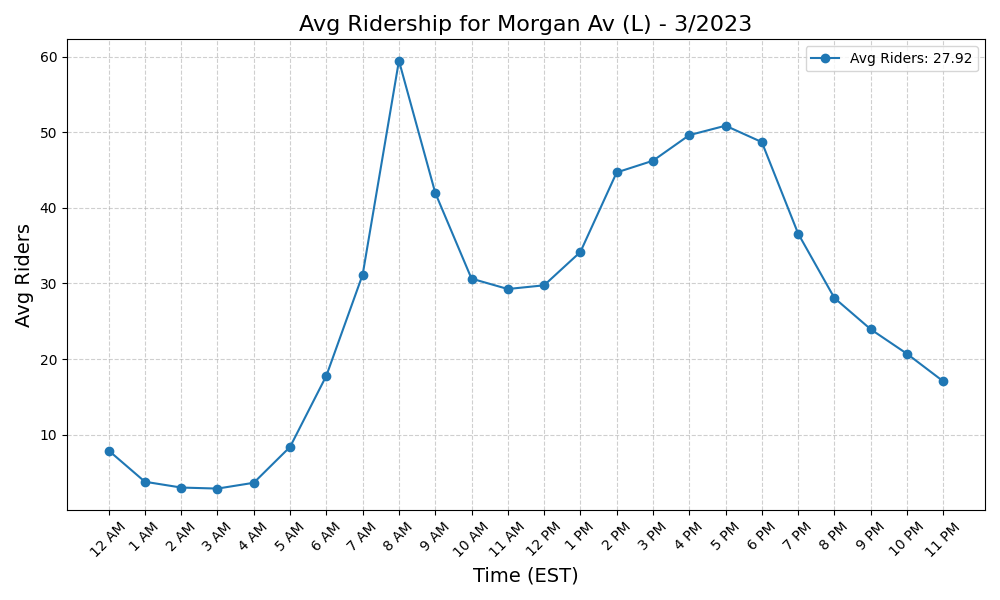 Avg Ridership for Morgan Av (L) - 3/2023
Avg Riders: 27.92
Avg Riders
60
50
40
30
20
10
12 AM
1 AM
2 AM
3 AM
4 AM
5 AM
6 AM
7 AM
8 AM
9 AM
10 AM
11 AM
12 PM
1 PM
2 PM
3 PM
4 PM
5 PM
6 PM
7 PM
8 PM
9 PM
10 PM
11 PM
Time (EST)